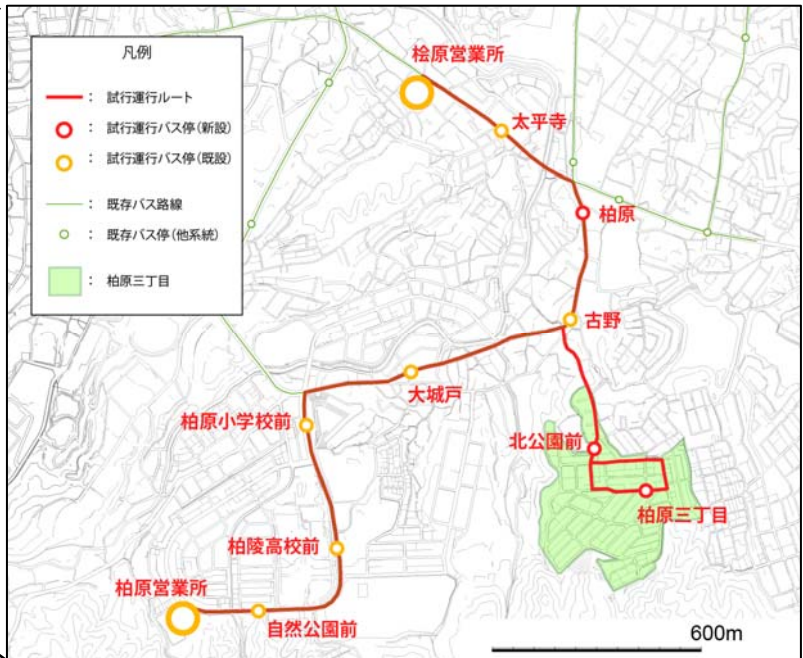 凡例
： 試行運行ルート
： 試行運行バス停(新設)
： 試行運行バス停(既設)
： 既存バス路線
： 既存バス停(他系統)
： 柏原三丁目
桧原営業所
太平寺
柏原
古野
大城戸
柏原小学校前
北公園前
柏原三丁目
柏陵高校前
柏原営業所
自然公園前
600m